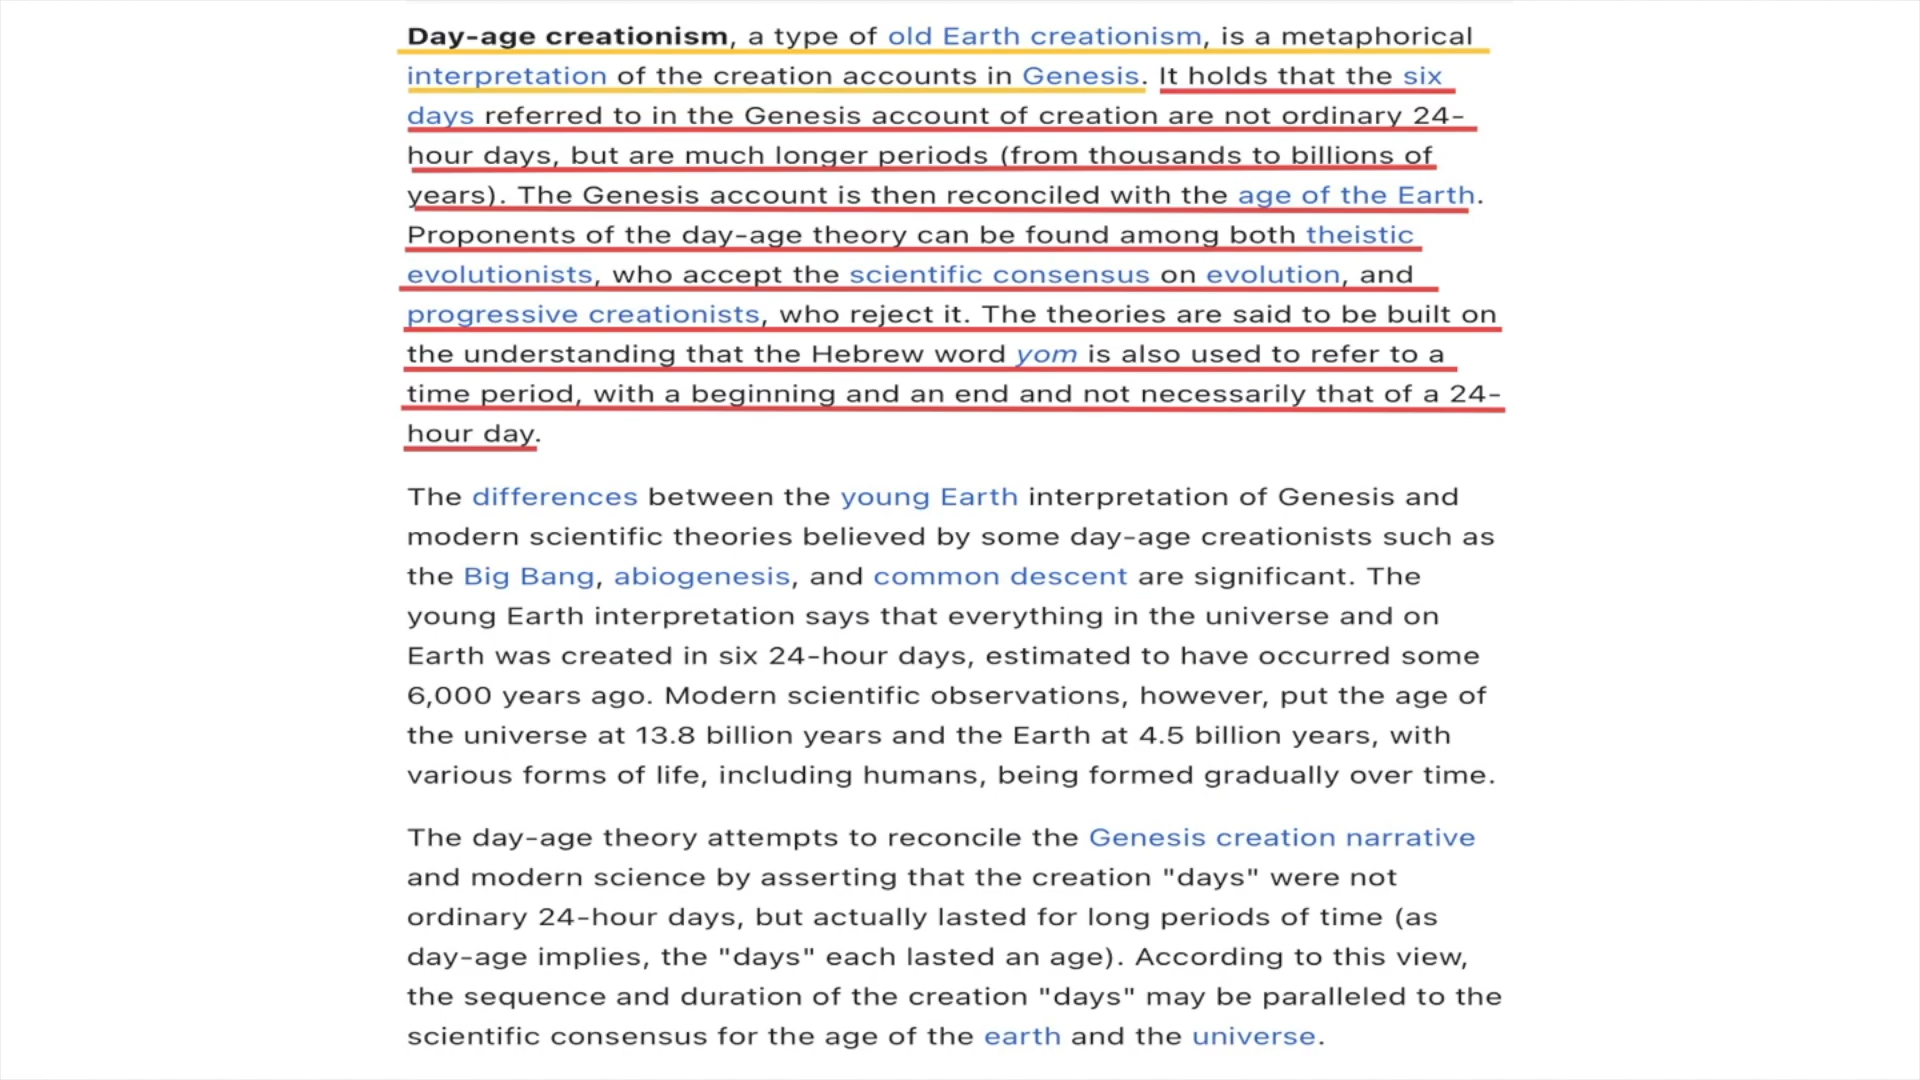 Day-age creationism, a type of old Earth creationism, is a metaphorical
interpretation of the creation accounts in Genesis. It holds that the six
days referred to in the Genesis account of creation are not ordinary 24-
hour days, but are much longer periods (from thousands to billions of
years). The Genesis account is then reconciled with the age of the Earth.
Proponents of the day-age theory can be found among both theistic
evolutionists, who accept the scientific consensus on evolution, and
progressive creationists, who reject it. The theories are said to be built on
the understanding that the Hebrew word yom is also used to refer to a
time period, with a beginning and an end and not necessarily that of a 24-
hour day.
The differences between the young Earth interpretation of Genesis and
modern scientific theories believed by some day-age creationists such as
the Big Bang, abiogenesis, and common descent are significant. The
young Earth interpretation says that everything in the universe and on
Earth was created in six 24-hour days, estimated to have occurred some
6,000 years ago. Modern scientific observations, however, put the age of
the universe at 13.8 billion years and the Earth at 4.5 billion years, with
various forms of life, including humans, being formed gradually over time.
The day-age theory attempts to reconcile the Genesis creation narrative
and modern science by asserting that the creation "days" were not
ordinary 24-hour days, but actually lasted for long periods of time (as
day-age implies, the "days" each lasted an age). According to this view,
the sequence and duration of the creation "days" may be paralleled to the
scientific consensus for the age of the earth and the universe.